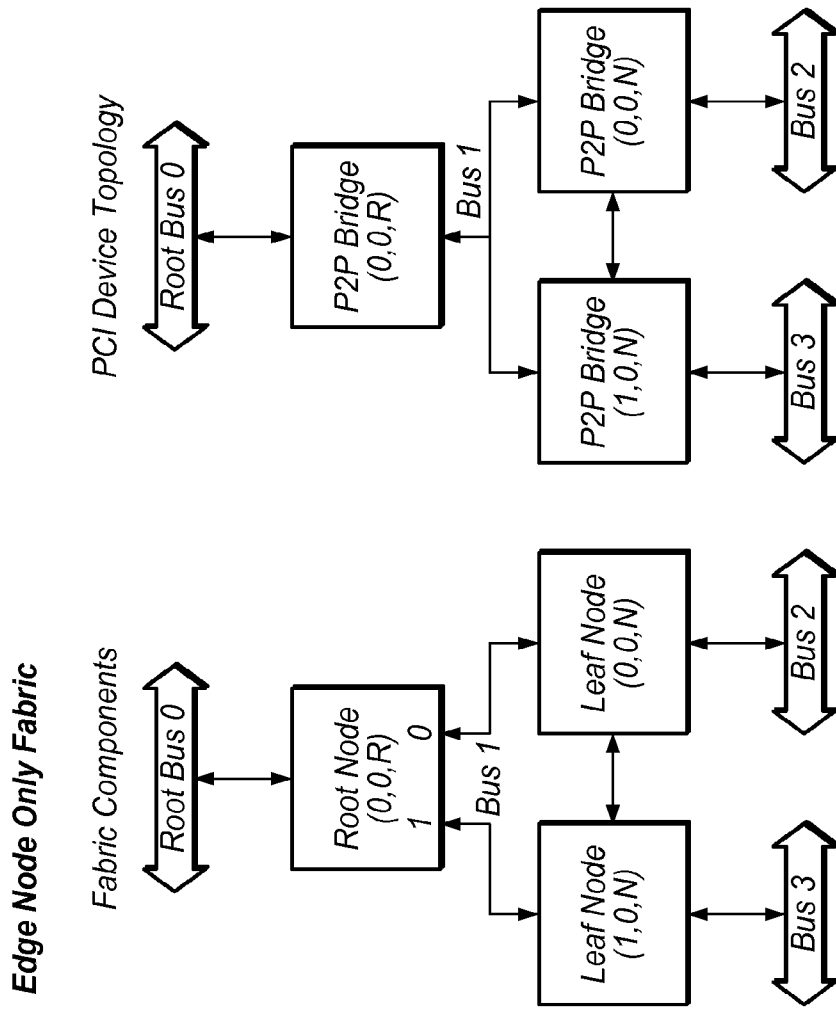 Edge Node Only Fabric
Fabric Components
Root Bus 0
Root Node
(0,0,R)
1 0
Bus 1
Leaf Node
(1,0,N)
Leaf Node
(0,0,N)
Bus 3
Bus 2
PCI Device Topology
Root Bus 0
P2P Bridge
(0,0,R)
Bus 1
P2P Bridge
(1,0,N)
P2P Bridge
(0,0,N)
Bus 3
Bus 2